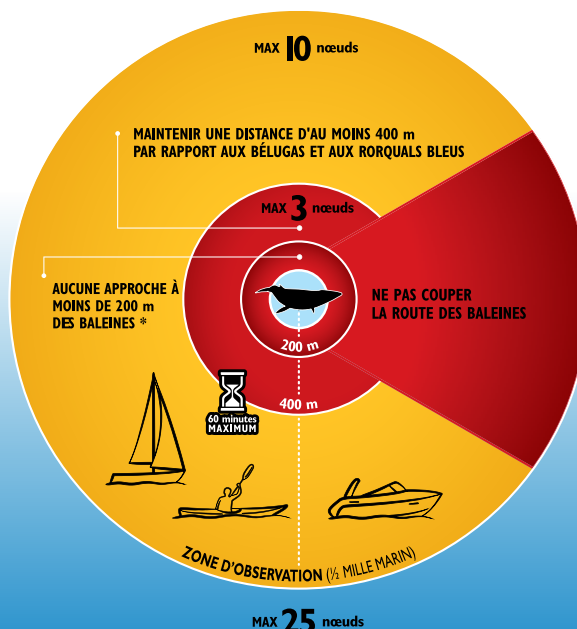 MAX 10 nœuds
MAINTENIR UNE DISTANCE D'AU MOINS 400 m
PAR RAPPORT AUX BÉLUGAS ET AUX RORQUALS BLEUS
MAX 3 nœuds
AUCUNE APPROCHE À
MOINS DE 200 m
DES BALEINES *
NE PAS COUPER
LA ROUTE DES BALEINES
200 m
400 m
60 minutes
MAXIMUM
ZONE D'OBSERVATION (½ MILLE MARIN)
MAX 25 nœuds